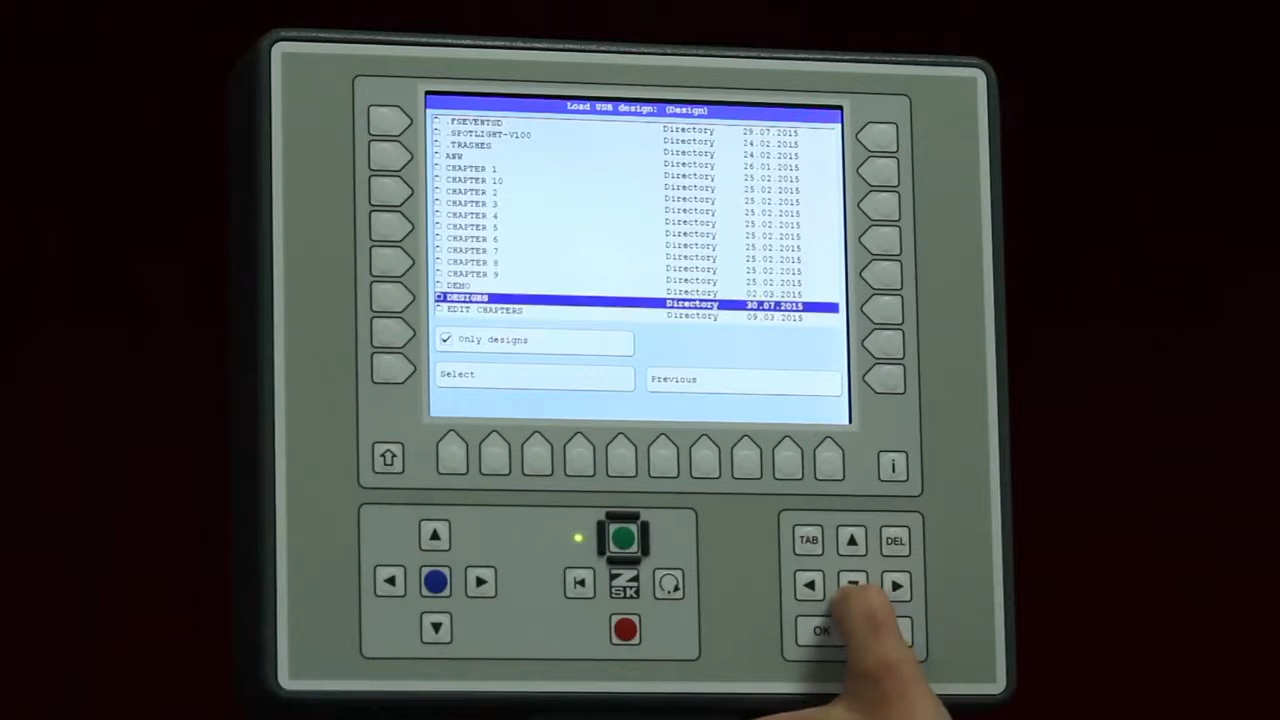 Load USB design: (Design)
.FSEVENTSD Directory 29.07.2015
.SPOTLIGHT-V100 Directory 24.02.2015
.TRASHES Directory 24.02.2015
ANW Directory 26.01.2015
CHAPTER 1 Directory 25.02.2015
CHAPTER 10 Directory 25.02.2015
CHAPTER 2 Directory 25.02.2015
CHAPTER 3 Directory 25.02.2015
CHAPTER 4 Directory 25.02.2015
CHAPTER 5 Directory 25.02.2015
CHAPTER 6 Directory 25.02.2015
CHAPTER 7 Directory 25.02.2015
CHAPTER 8 Directory 25.02.2015
CHAPTER 9 Directory 25.02.2015
DEMO Directory 02.03.2015
DESIGNS Directory 30.07.2015
EDIT CHAPTERS Directory 09.03.2015
Only designs
Select Previous
i
TAB DEL
ZSK
OK